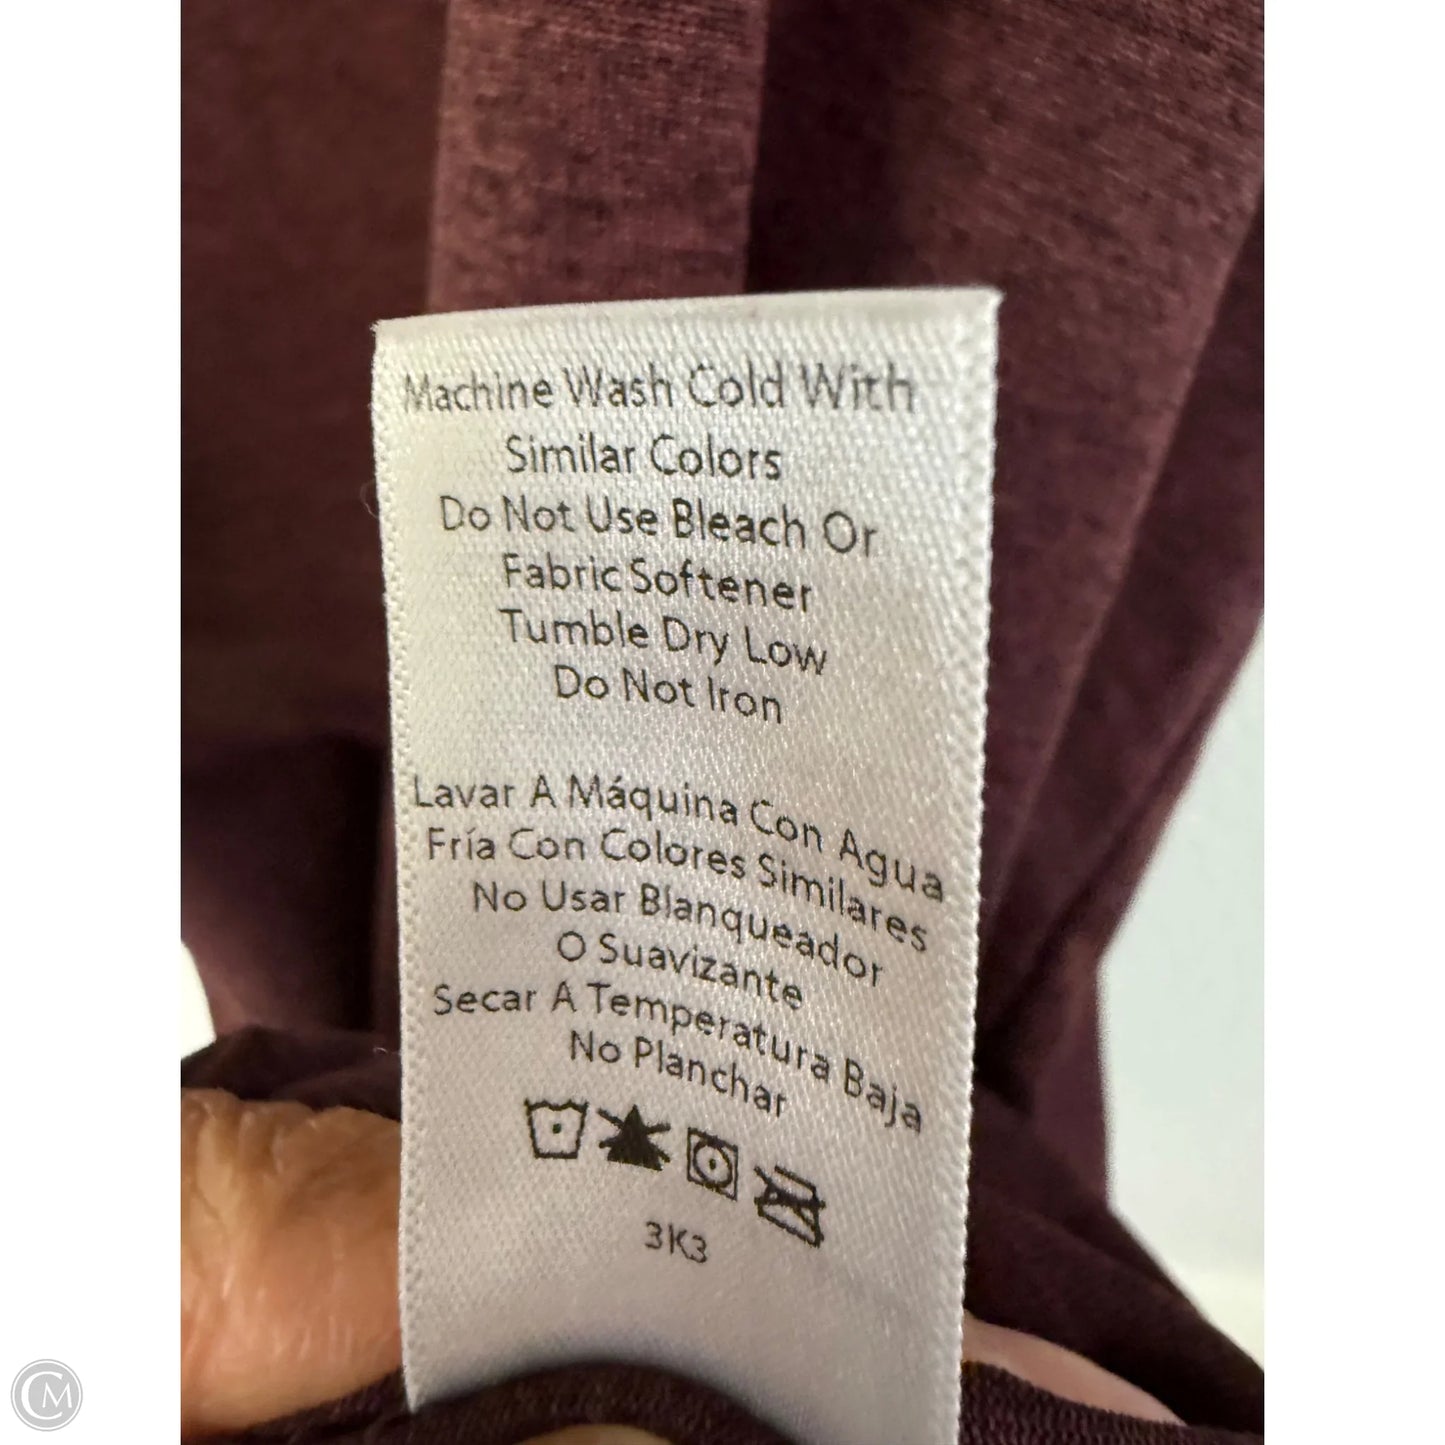 Machine Wash Cold With
Similar Colors
Do Not Use Bleach Or
Fabric Softener
Tumble Dry Low
Do Not Iron
Lavar A Máquina Con Agua
Fría Con Colores Similares
No Usar Blanqueador
O Suavizante
Secar A Temperatura Baja
No Planchar
3K3
CM